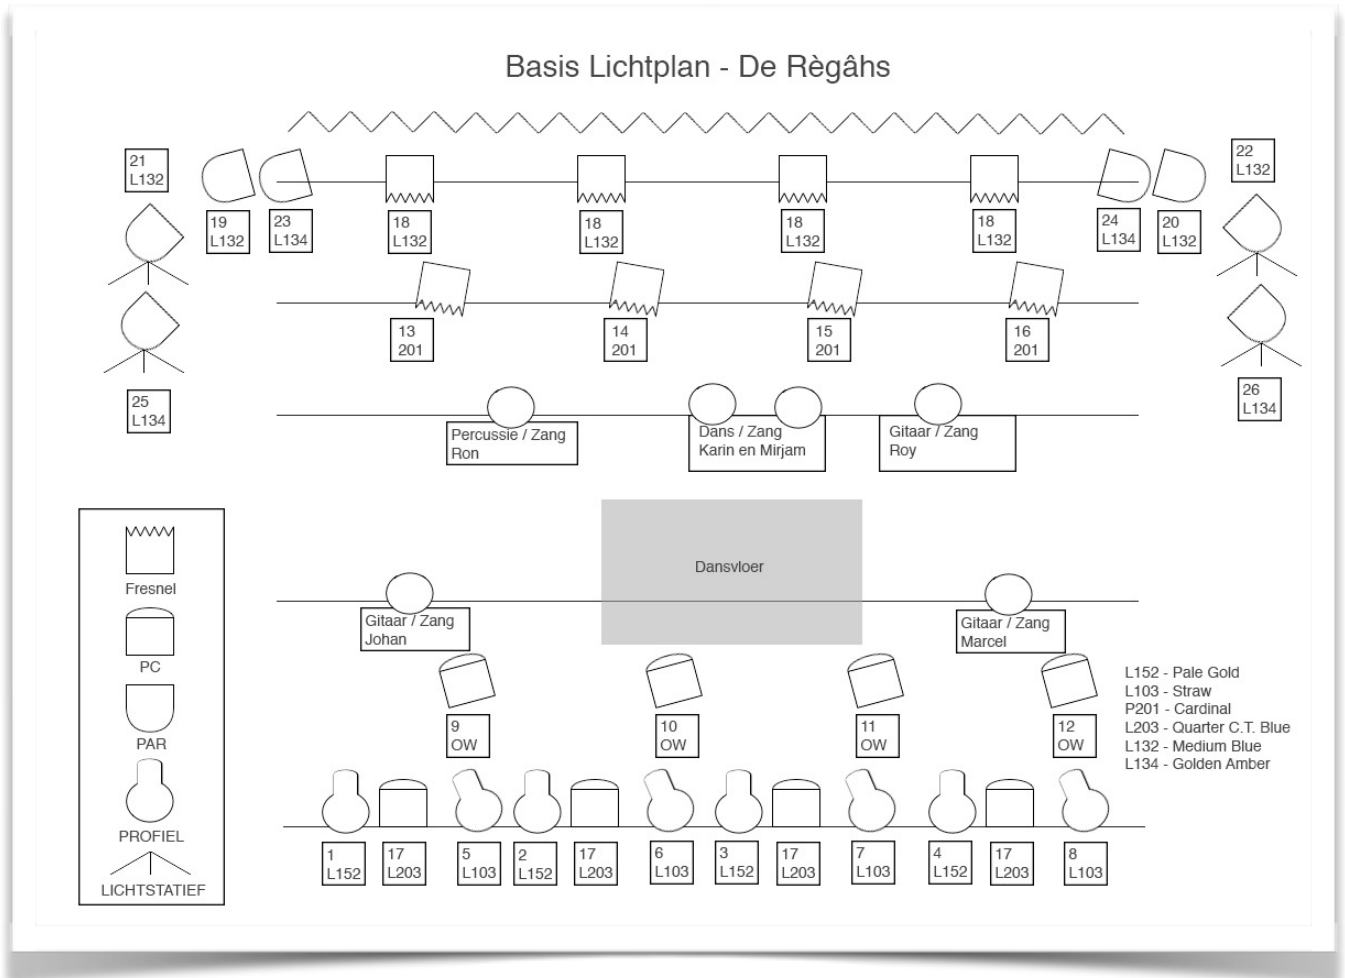 Basis Lichtplan - De Règâhs
21
L132
22
L132
19
L132
23
L134
18
L132
18
L132
18
L132
18
L132
24
L134
20
L132
13
201
14
201
15
201
16
201
25
L134
26
L134
Percussie / Zang
Ron
Dans / Zang
Karin en Mirjam
Gitaar / Zang
Roy
Dansvloer
Gitaar / Zang
Johan
Gitaar / Zang
Marcel
Fresnel
PC
PAR
PROFIEL
LICHTSTATIEF
9
OW
10
OW
11
OW
12
OW
L152 - Pale Gold
L103 - Straw
P201 - Cardinal
L203 - Quarter C.T. Blue
L132 - Medium Blue
L134 - Golden Amber
1
L152
17
L203
5
L103
2
L152
17
L203
6
L103
3
L152
17
L203
7
L103
4
L152
17
L203
8
L103